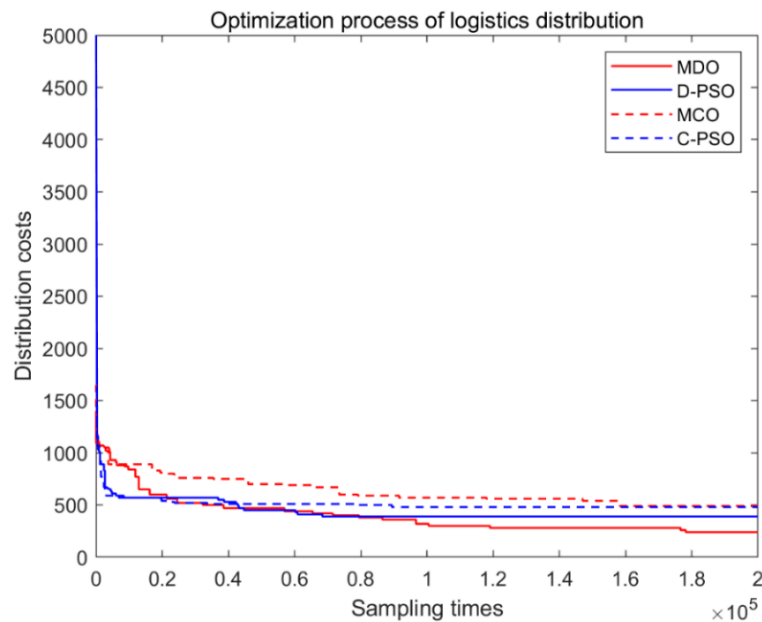 Optimization process of logistics distribution
5000
4500
4000
3500
3000
2500
2000
1500
1000
500
0
Distribution costs
MDO
D-PSO
MCO
C-PSO
0 0.2 0.4 0.6 0.8 1 1.2 1.4 1.6 1.8 2
Sampling times
×10⁵